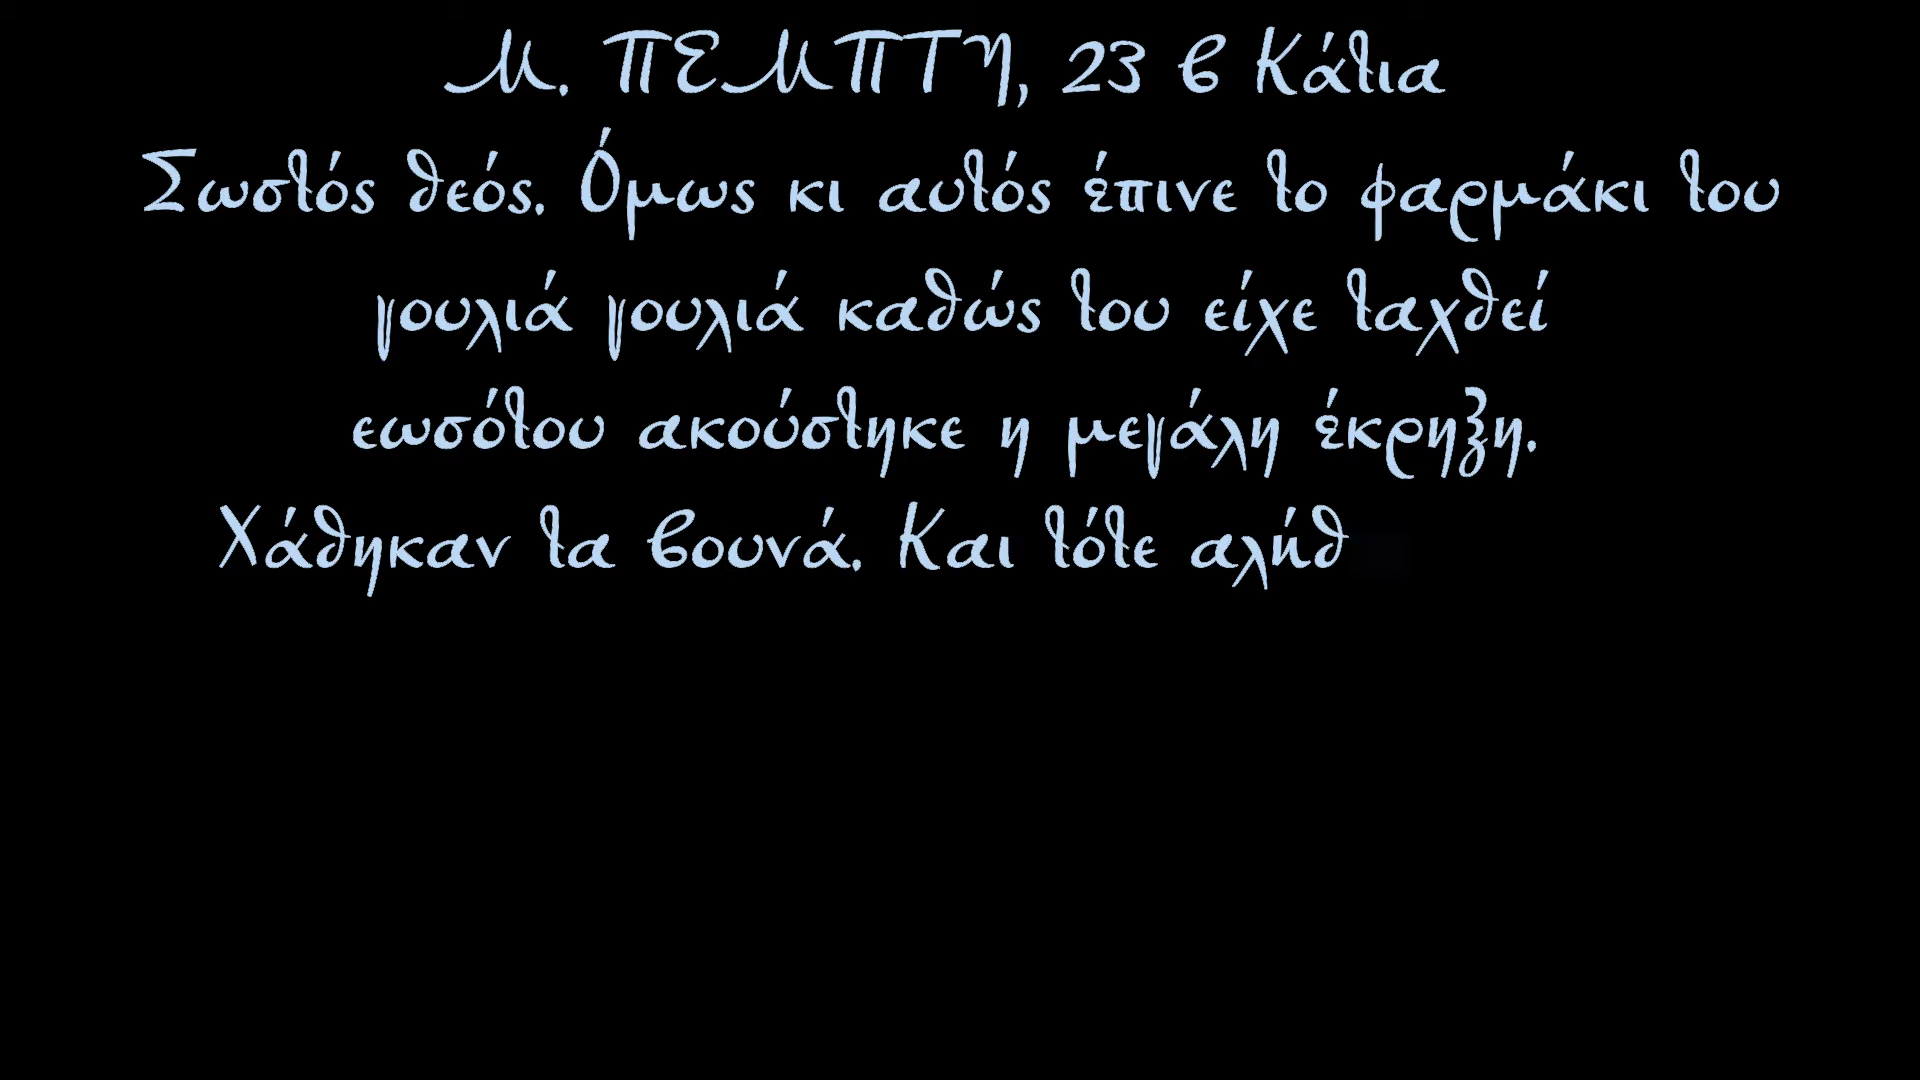 Μ. ΠΕΜΠΤΗ, 23 β Κάτια
Σωστός θεός. Όμως κι αυτός έπινε το φαρμάκι του
γουλιά γουλιά καθώς του είχε ταχθεί
εωσότου ακούστηκε η μεγάλη έκρηξη.
Χάθηκαν τα βουνά. Και τότε αλήθ